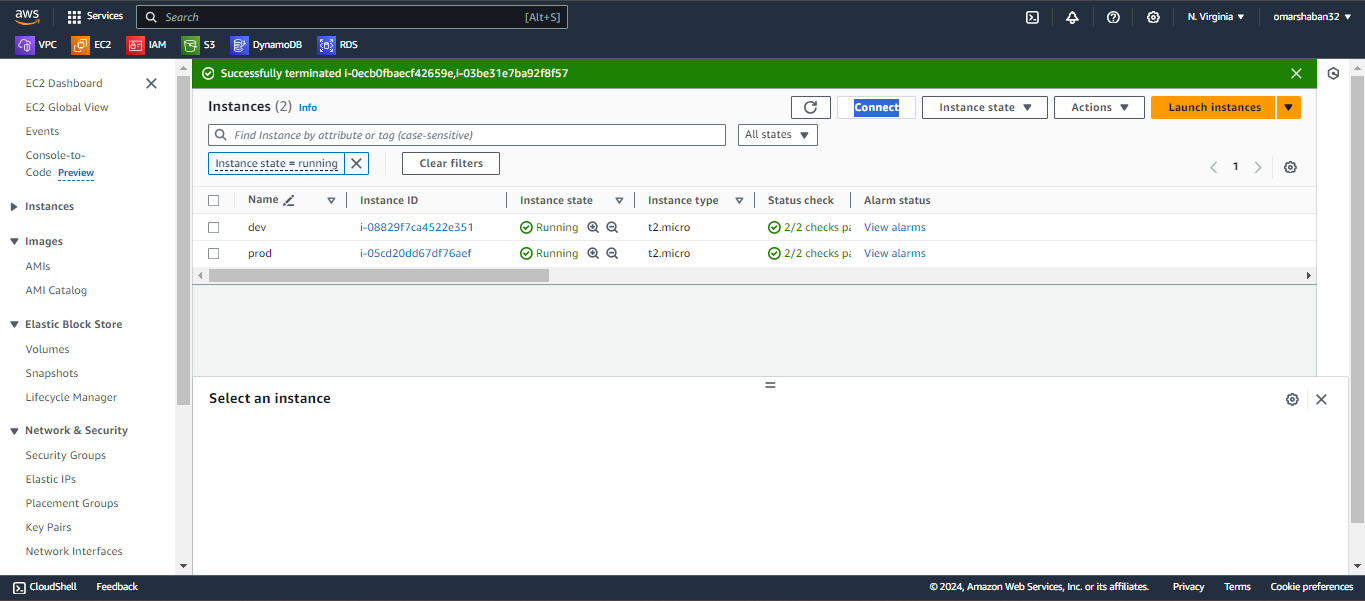 aws Services Search [Alt+S] N. Virginia omarshaban32
VPC EC2 IAM S3 DynamoDB RDS
EC2 Dashboard
EC2 Global View
Events
Console-to-
Code Preview
Instances
Images
AMIs
AMI Catalog
Elastic Block Store
Volumes
Snapshots
Lifecycle Manager
Network & Security
Security Groups
Elastic IPs
Placement Groups
Key Pairs
Network Interfaces
Successfully terminated i-0ecb0fbaecf42659e,i-03be31e7ba92f8f57
Instances (2) Info Connect Instance state Actions Launch instances
Find Instance by attribute or tag (case-sensitive) All states
Instance state = running Clear filters 1
Name Instance ID Instance state Instance type Status check Alarm status
dev i-08829f7ca4522e351 Running t2.micro 2/2 checks pa View alarms
prod i-05cd20dd67df76aef Running t2.micro 2/2 checks pa View alarms
Select an instance
CloudShell Feedback © 2024, Amazon Web Services, Inc. or its affiliates. Privacy Terms Cookie preferences